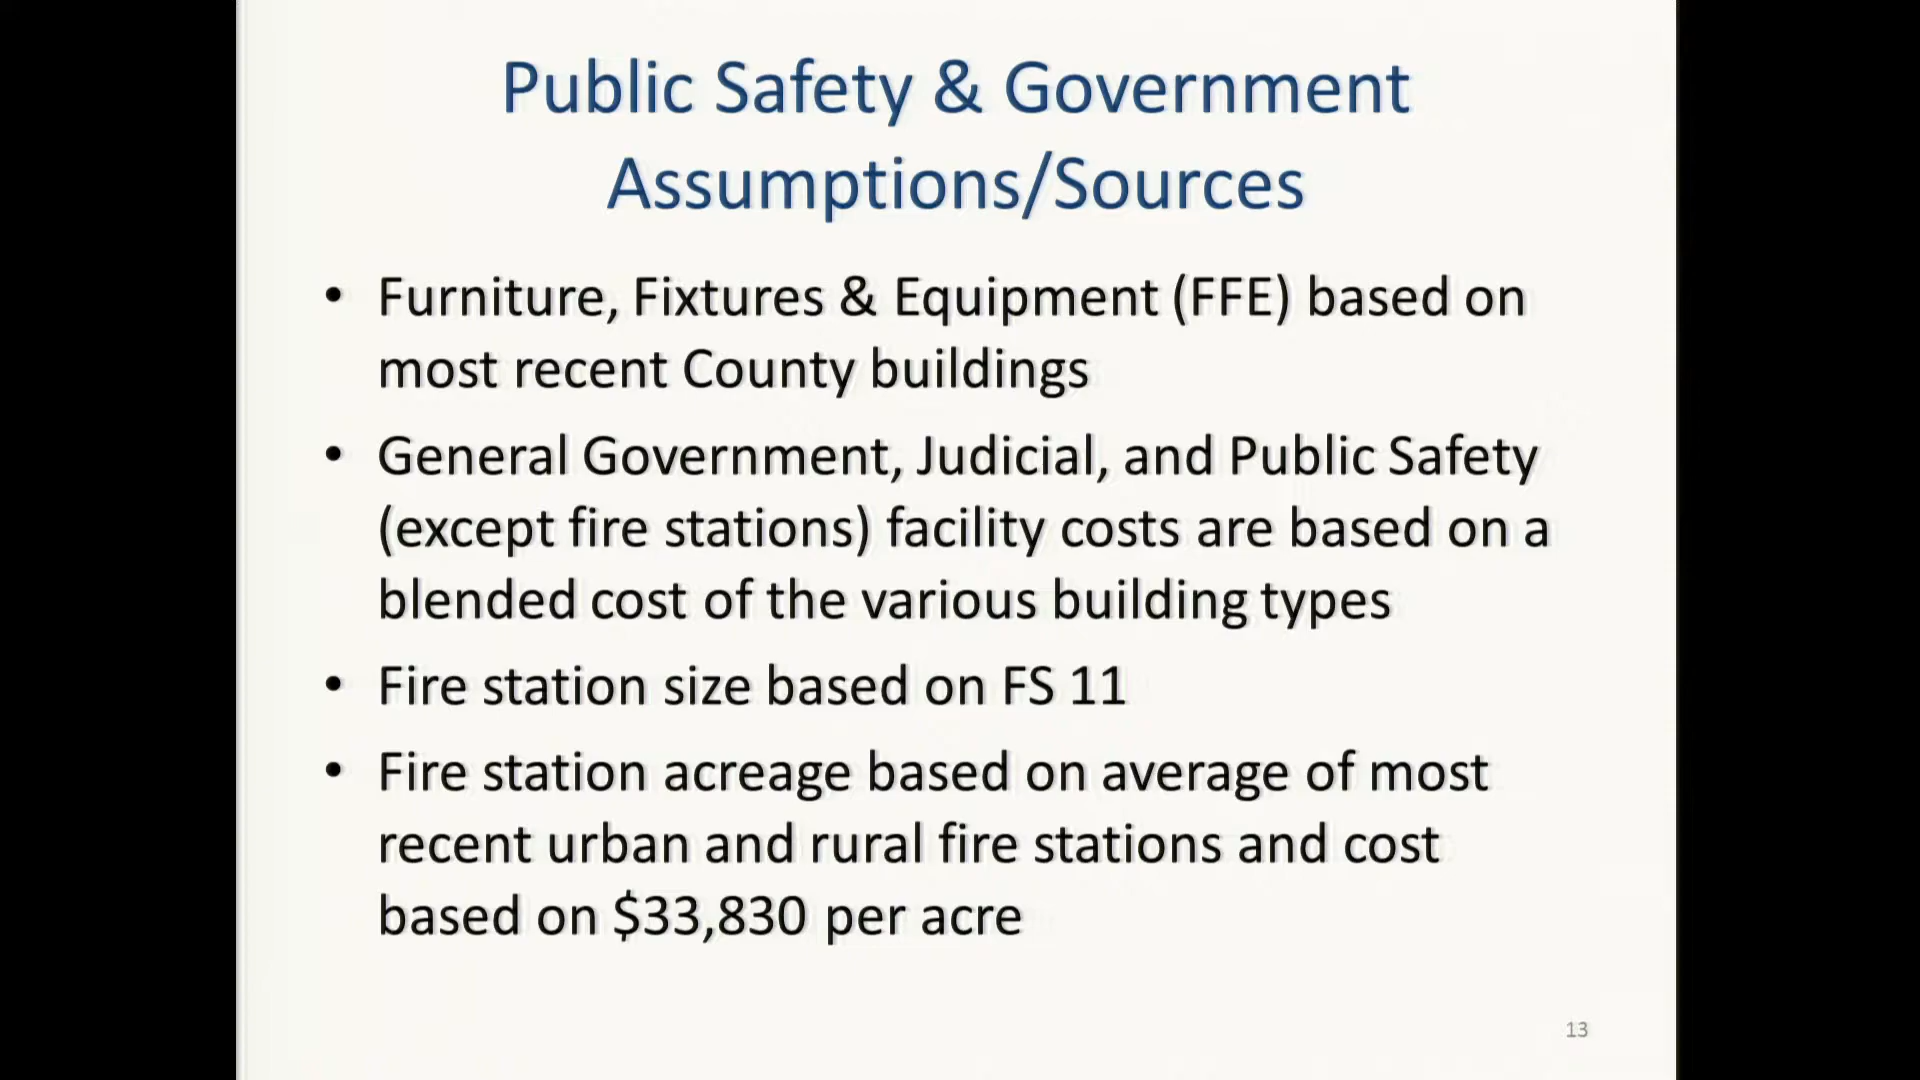 Public Safety & Government
Assumptions/Sources
• Furniture, Fixtures & Equipment (FFE) based on
most recent County buildings
• General Government, Judicial, and Public Safety
(except fire stations) facility costs are based on a
blended cost of the various building types
• Fire station size based on FS 11
• Fire station acreage based on average of most
recent urban and rural fire stations and cost
based on $33,830 per acre
13